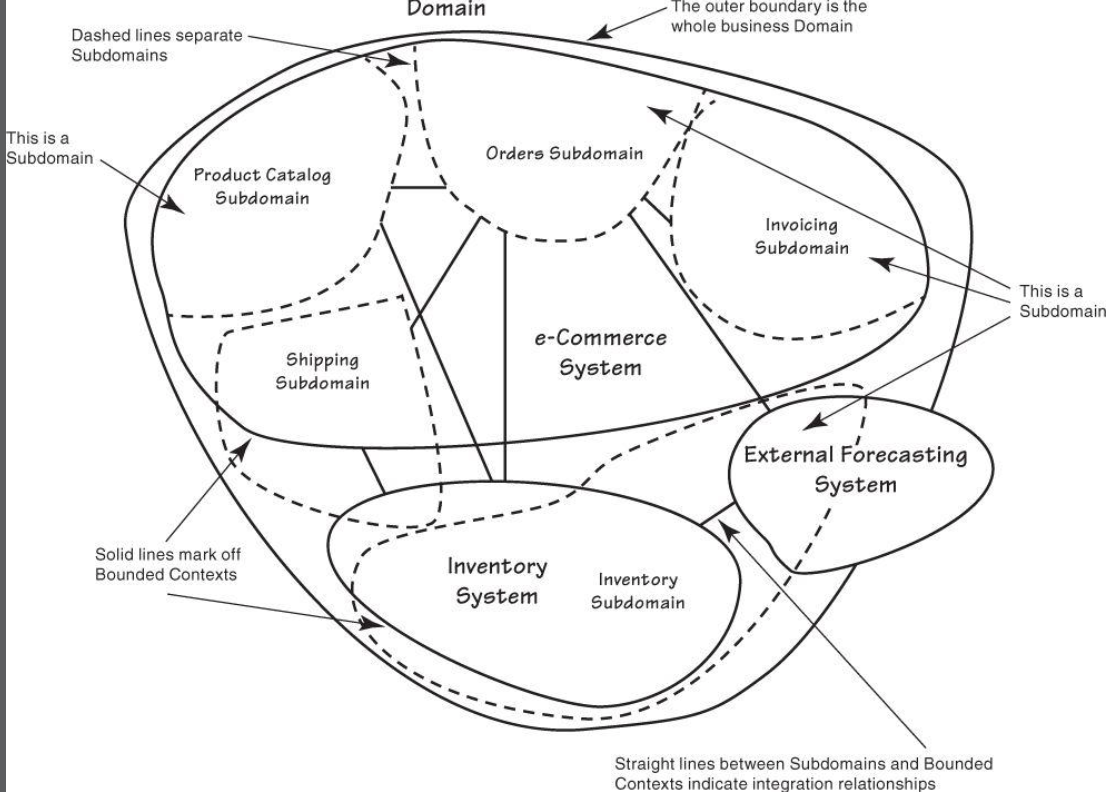 Domain
The outer boundary is the
whole business Domain
Dashed lines separate
Subdomains
This is a
Subdomain
Product Catalog
Subdomain
Orders Subdomain
Invoicing
Subdomain
This is a
Subdomain
e-Commerce
System
Shipping
Subdomain
External Forecasting
System
Solid lines mark off
Bounded Contexts
Inventory
System
Inventory
Subdomain
Straight lines between Subdomains and Bounded
Contexts indicate integration relationships